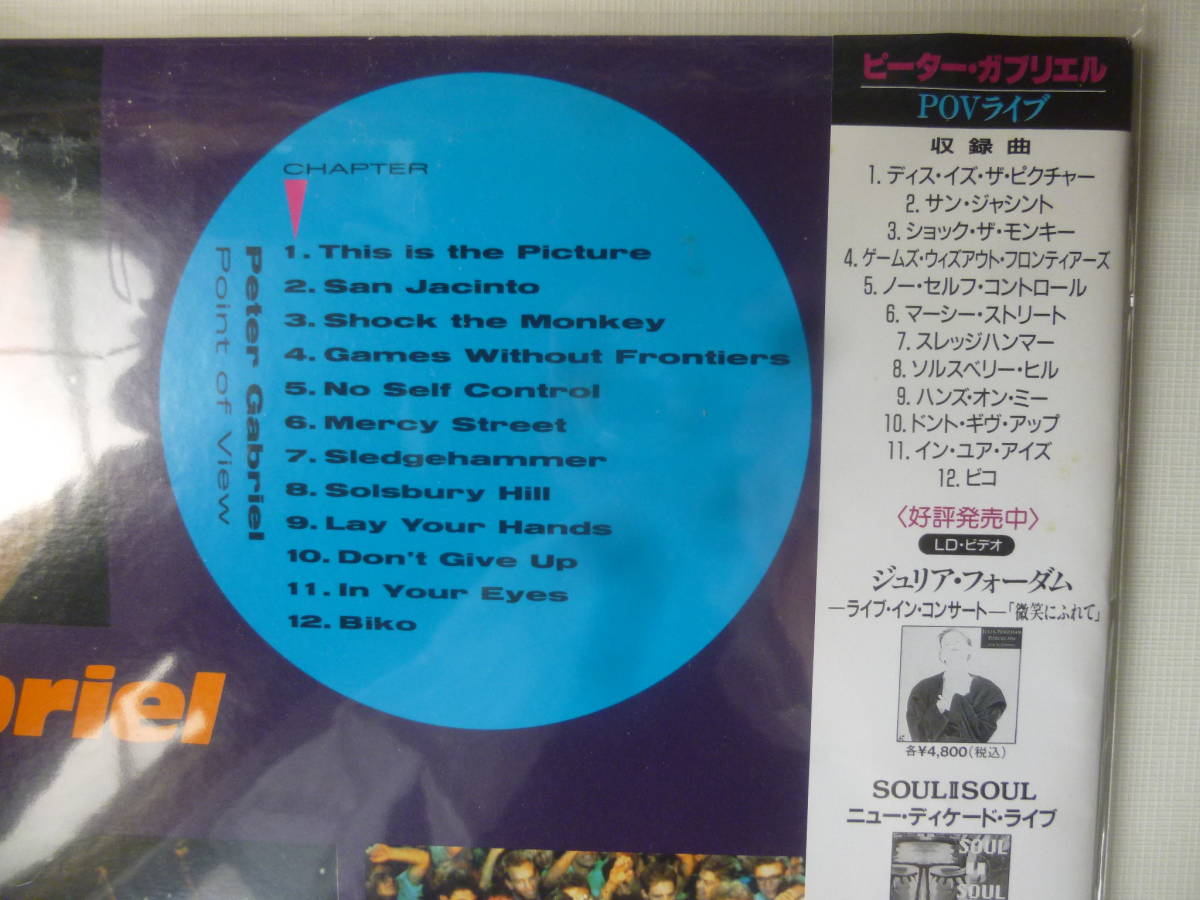 CHAPTER
1. This is the Picture
2. San Jacinto
3. Shock the Monkey
4. Games Without Frontiers
5. No Self Control
6. Mercy Street
7. Sledgehammer
8. Solsbury Hill
9. Lay Your Hands
10. Don't Give Up
11. In Your Eyes
12. Biko
Peter Gabriel
Point of View
briel
ピーター・ガブリエル
POVライブ
収録曲
1. ディス・イズ・ザ・ピクチャー
2. サン・ジャシント
3. ショック・ザ・モンキー
4. ゲームズ・ウィズアウト・フロンティアーズ
5. ノー・セルフ・コントロール
6. マーシー・ストリート
7. スレッジハンマー
8. ソルスベリー・ヒル
9. ハンズ・オン・ミー
10. ドント・ギヴ・アップ
11. イン・ユア・アイズ
12. ビコ
〈好評発売中〉
LD・ビデオ
ジュリア・フォーダム
—ライブ・イン・コンサート—「微笑にふれて」
JULIA FORDHAM
PORCELAIN
各¥4,800(税込)
SOULⅡSOUL
ニュー・ディケード・ライブ
SOUL
SOUL